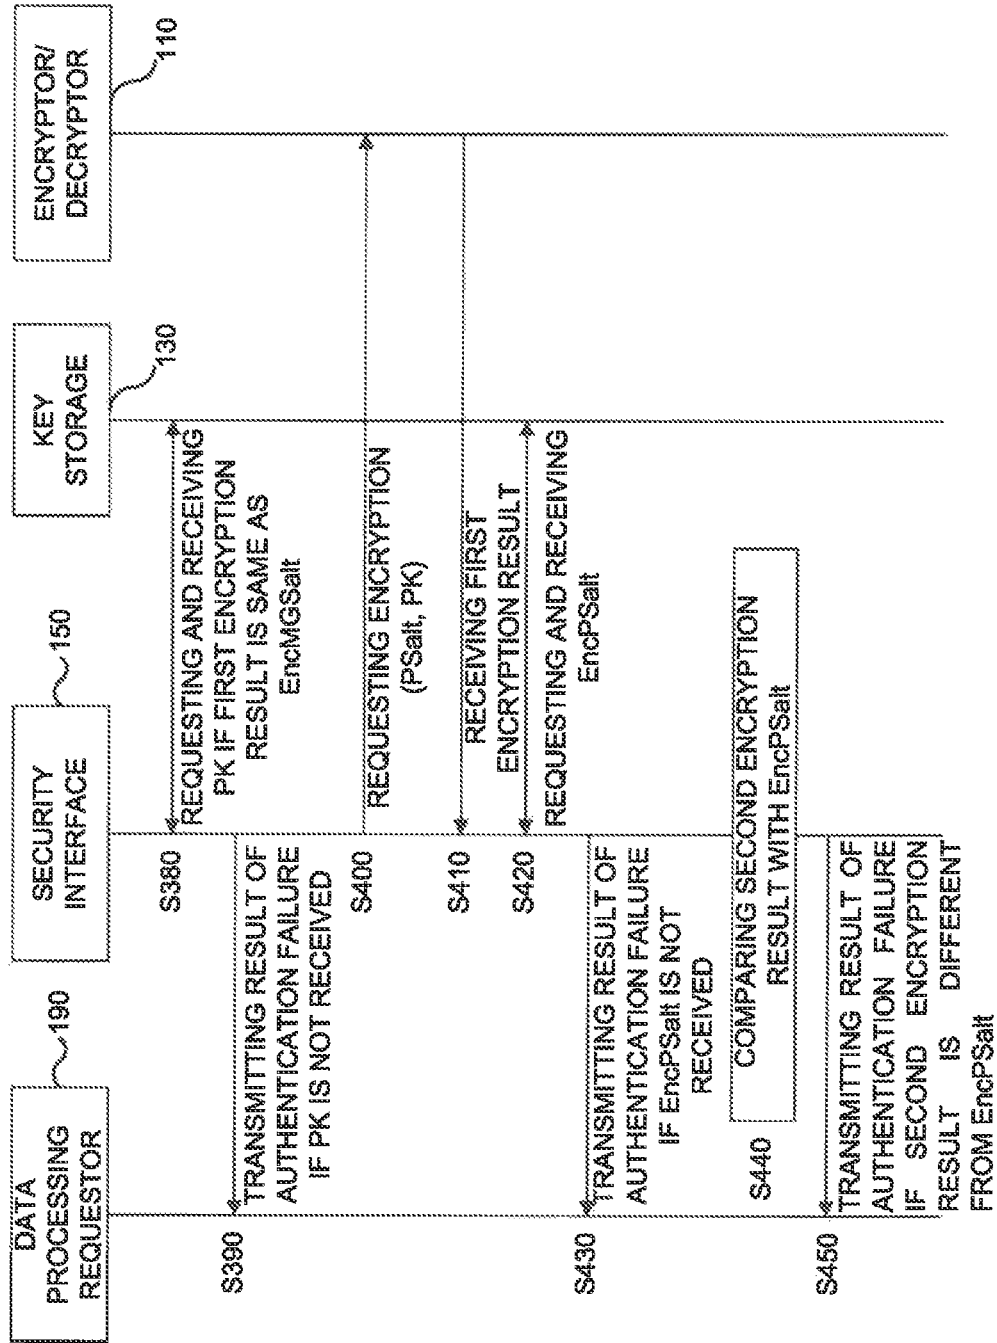 DATA
PROCESSING
REQUESTOR
190
SECURITY
INTERFACE
150
KEY
STORAGE
130
ENCRYPTOR/
DECRYPTOR
110
S380
REQUESTING AND RECEIVING
PK IF FIRST ENCRYPTION
RESULT IS SAME AS
EncMGSalt
S390
TRANSMITTING RESULT OF
AUTHENTICATION FAILURE
IF PK IS NOT RECEIVED
S400
REQUESTING ENCRYPTION
(PSalt, PK)
S410
RECEIVING FIRST
ENCRYPTION RESULT
S420
REQUESTING AND RECEIVING
EncPSalt
S430
TRANSMITTING RESULT OF
AUTHENTICATION FAILURE
IF EncPSalt IS NOT
RECEIVED
S440
COMPARING SECOND ENCRYPTION
RESULT WITH EncPSalt
S450
TRANSMITTING RESULT OF
AUTHENTICATION FAILURE
IF SECOND ENCRYPTION
RESULT IS DIFFERENT
FROM EncPSalt